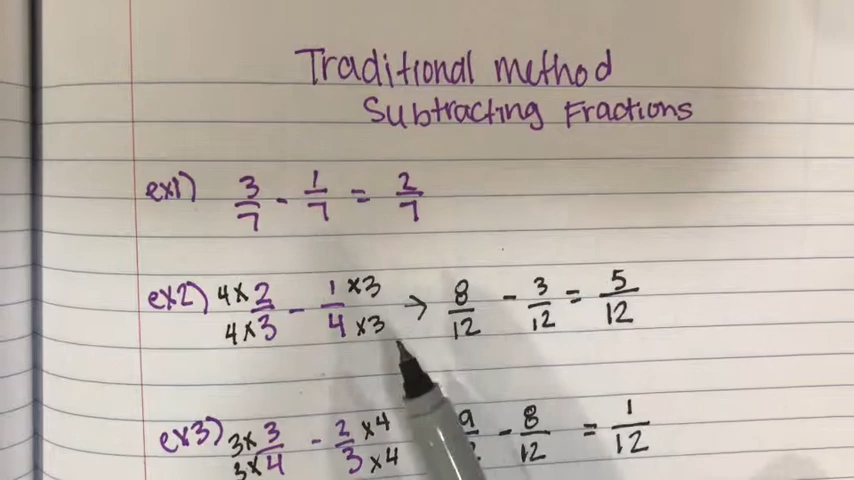 Traditional method
Subtracting Fractions
ex1) 3/7 - 1/7 = 2/7
ex2) 4×2/4×3 - 1×3/4×3 → 8/12 - 3/12 = 5/12
ex3) 3×3/3×4 - 2×4/3×4 9/ - 8/12 = 1/12